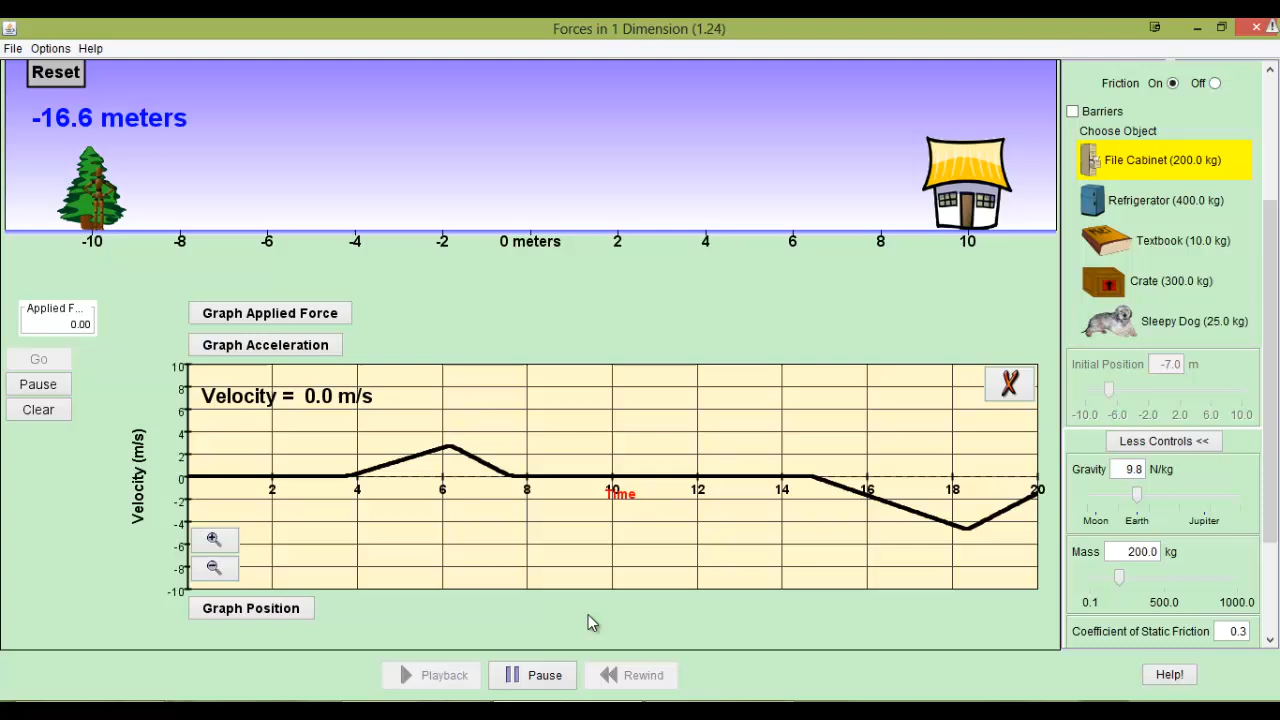 Forces in 1 Dimension (1.24)
File Options Help
Reset
-16.6 meters
-10 -8 -6 -4 -2 0 meters 2 4 6 8 10
Applied F...
0.00
Go
Pause
Clear
Graph Applied Force
Graph Acceleration
Velocity = 0.0 m/s
X
Velocity (m/s)
10
8
6
4
2
0
-2
-4
-6
-8
-10
2 4 6 8 10 12 14 16 18 20
Time
Graph Position
Playback Pause Rewind
Friction On Off
Barriers
Choose Object
File Cabinet (200.0 kg)
Refrigerator (400.0 kg)
Textbook (10.0 kg)
Crate (300.0 kg)
Sleepy Dog (25.0 kg)
Initial Position -7.0 m
-10.0 -6.0 -2.0 2.0 6.0 10.0
Less Controls <<
Gravity 9.8 N/kg
Moon Earth Jupiter
Mass 200.0 kg
0.1 500.0 1000.0
Coefficient of Static Friction 0.3
Help!